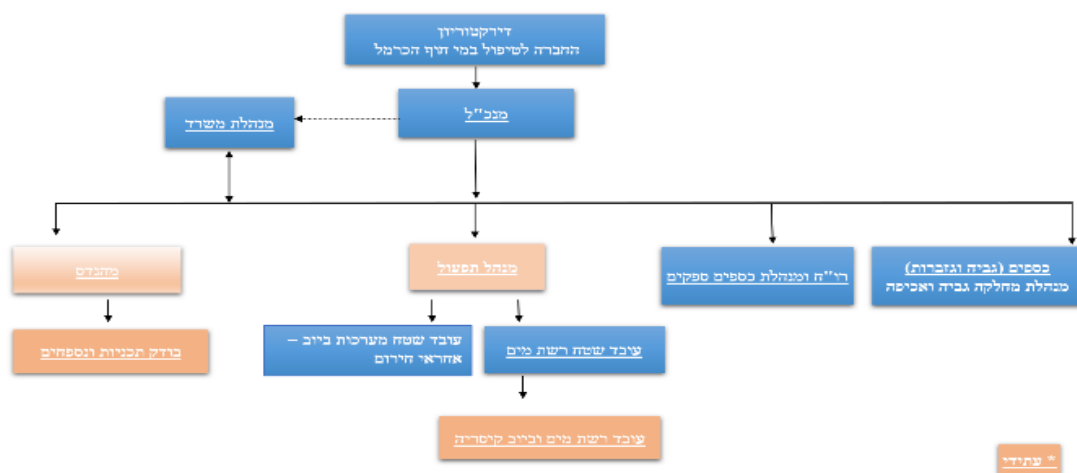 דירקטוריון
החברה לטיפול במי חוף הכרמל
מנכ"ל
מנהלת משרד
כספים (גביה וגזברות)
מנהלת מחלקה גביה ואכיפה
רו"ח ומנהלת כספים ספקים
מנהל תפעול
מהנדס
עובד שטח רשת מים
עובד שטח מערכות ביוב –
אחראי חירום
בודק תכניות ונספחים
עובד רשת מים וביוב קיסריה
* עתידי